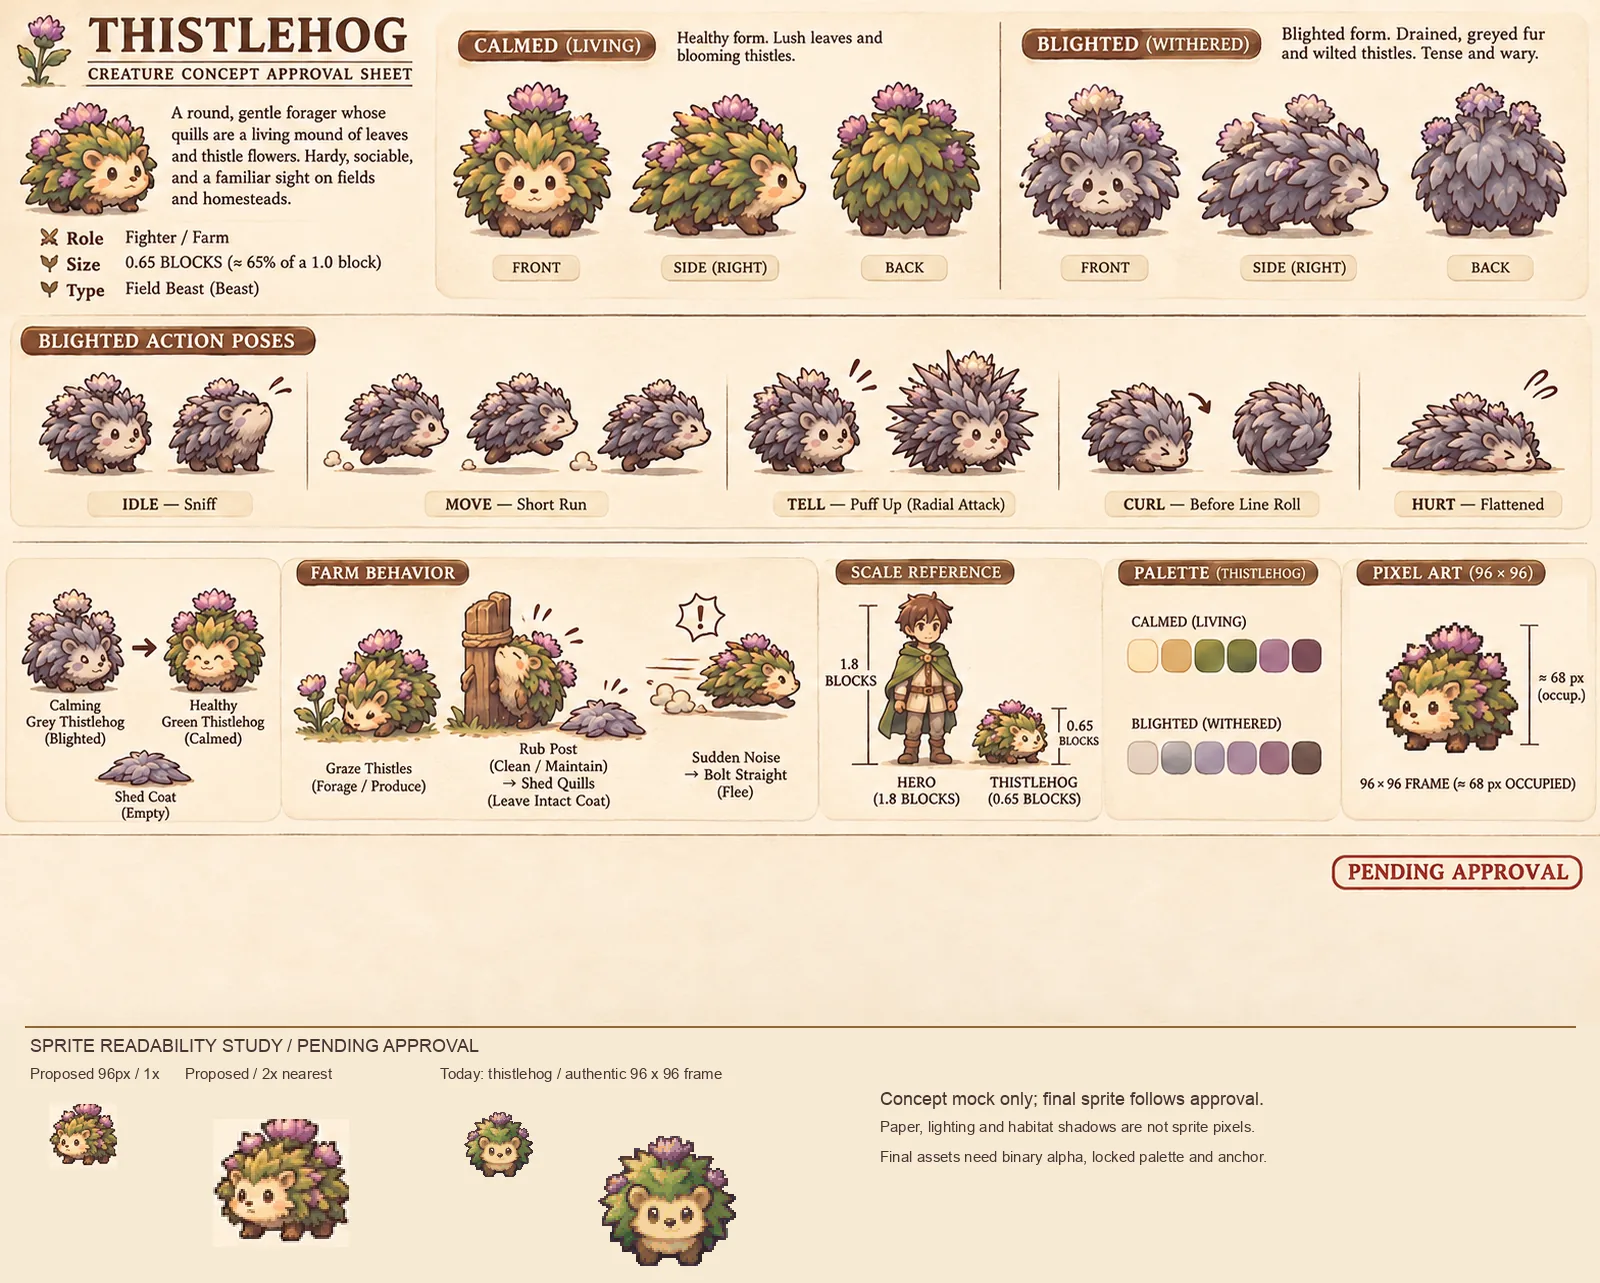 THISTLEHOG
CREATURE CONCEPT APPROVAL SHEET
A round, gentle forager whose
quills are a living mound of leaves
and thistle flowers. Hardy, sociable,
and a familiar sight on fields
and homesteads.
Role Fighter / Farm
Size 0.65 BLOCKS (≈ 65% of a 1.0 block)
Type Field Beast (Beast)
CALMED (LIVING)
Healthy form. Lush leaves and
blooming thistles.
FRONT
SIDE (RIGHT)
BACK
BLIGHTED (WITHERED)
Blighted form. Drained, greyed fur
and wilted thistles. Tense and wary.
FRONT
SIDE (RIGHT)
BACK
BLIGHTED ACTION POSES
IDLE — Sniff
MOVE — Short Run
TELL — Puff Up (Radial Attack)
CURL — Before Line Roll
HURT — Flattened
Calming
Grey Thistlehog
(Blighted)
Healthy
Green Thistlehog
(Calmed)
Shed Coat
(Empty)
FARM BEHAVIOR
Graze Thistles
(Forage / Produce)
Rub Post
(Clean / Maintain)
→ Shed Quills
(Leave Intact Coat)
!
Sudden Noise
→ Bolt Straight
(Flee)
SCALE REFERENCE
1.8
BLOCKS
0.65
BLOCKS
HERO
(1.8 BLOCKS)
THISTLEHOG
(0.65 BLOCKS)
PALETTE (THISTLEHOG)
CALMED (LIVING)
BLIGHTED (WITHERED)
PIXEL ART (96 × 96)
≈ 68 px
(occup.)
96 × 96 FRAME (≈ 68 px OCCUPIED)
PENDING APPROVAL
SPRITE READABILITY STUDY / PENDING APPROVAL
Proposed 96px / 1x
Proposed / 2x nearest
Today: thistlehog / authentic 96 x 96 frame
Concept mock only; final sprite follows approval.
Paper, lighting and habitat shadows are not sprite pixels.
Final assets need binary alpha, locked palette and anchor.